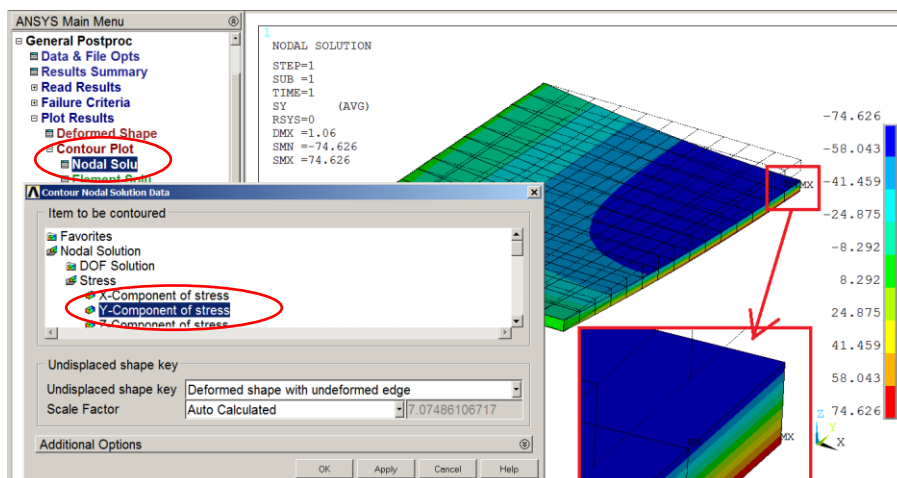 ANSYS Main Menu
General Postproc
Data & File Opts
Results Summary
Read Results
Failure Criteria
Plot Results
Deformed Shape
Contour Plot
Nodal Solu
Contour Nodal Solution Data
Item to be contoured
Favorites
Nodal Solution
DOF Solution
Stress
X-Component of stress
Y-Component of stress
Z-Component of stress
Undisplaced shape key
Undisplaced shape key Deformed shape with undeformed edge
Scale Factor Auto Calculated 7.07486106717
Additional Options
OK Apply Cancel Help
1
NODAL SOLUTION
STEP=1
SUB =1
TIME=1
SY (AVG)
RSYS=0
DMX =1.06
SMN =-74.626
SMX =74.626
MX
-74.626
-58.043
-41.459
-24.875
-8.292
8.292
24.875
41.459
58.043
74.626
MX
Z
Y
X